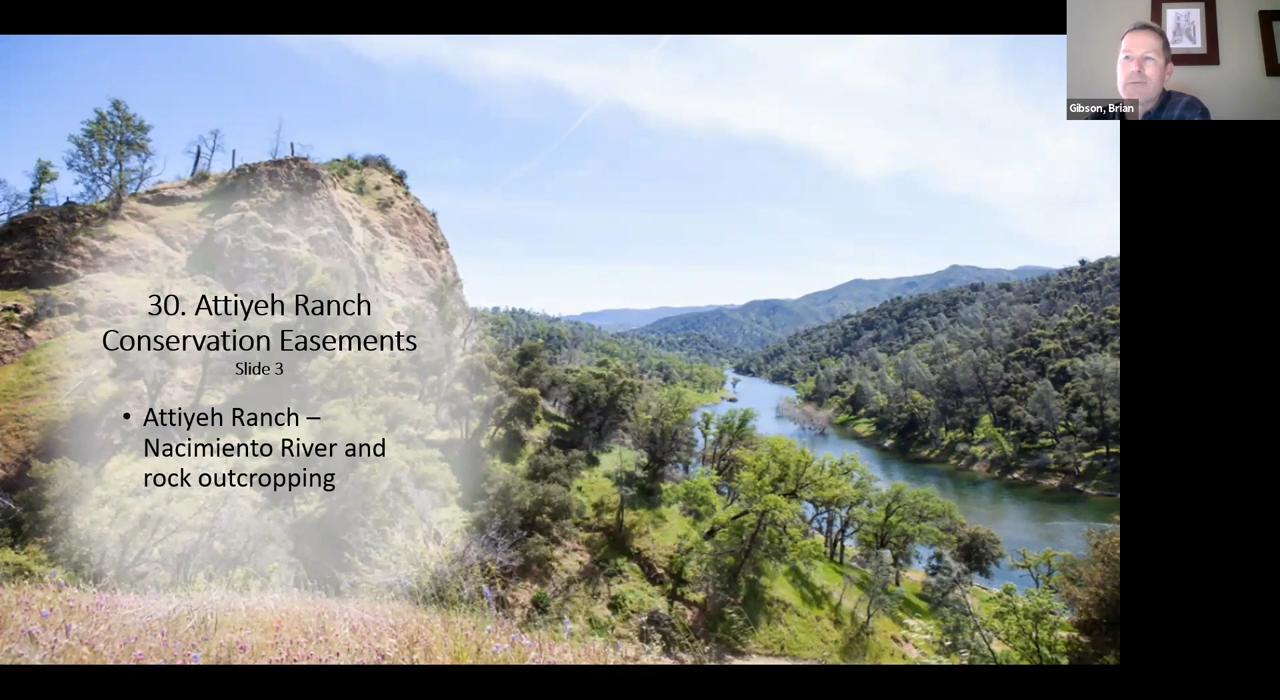 30. Attiyeh Ranch
Conservation Easements
Slide 3
• Attiyeh Ranch –
Nacimiento River and
rock outcropping
Gibson, Brian